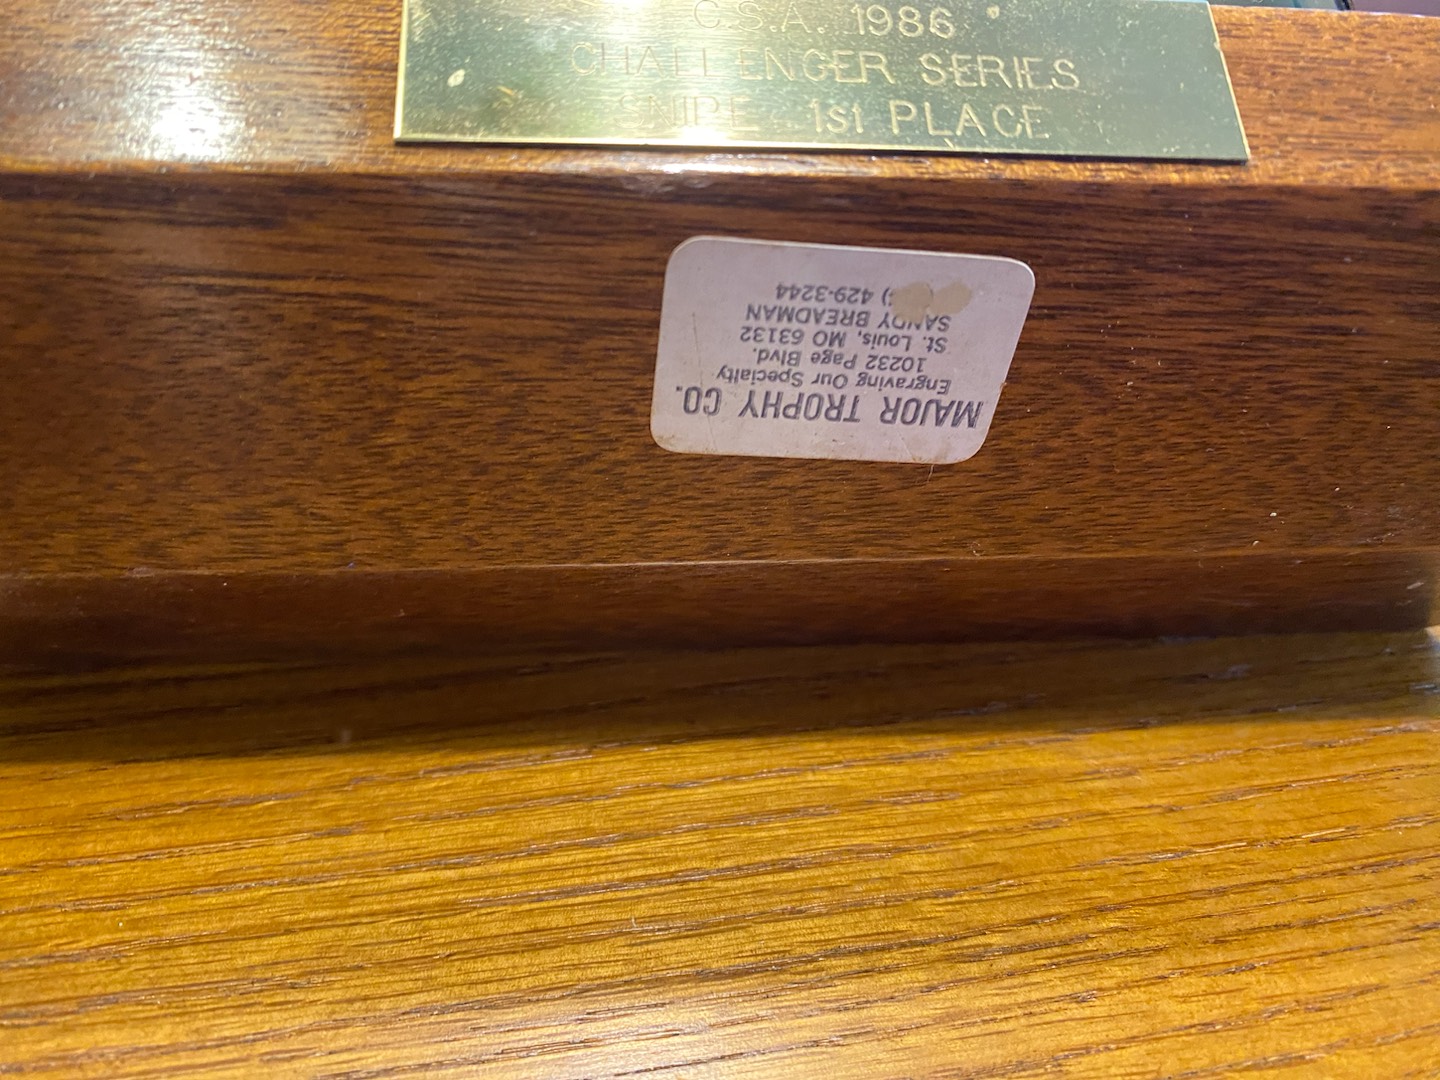 C.S.A. 1986
CHALLENGER SERIES
SNIPE 1st PLACE
MAJOR TROPHY CO.
Engraving Our Specialty
10232 Page Blvd.
St. Louis, MO 63132
SANDY BREADMAN
) 429-3244